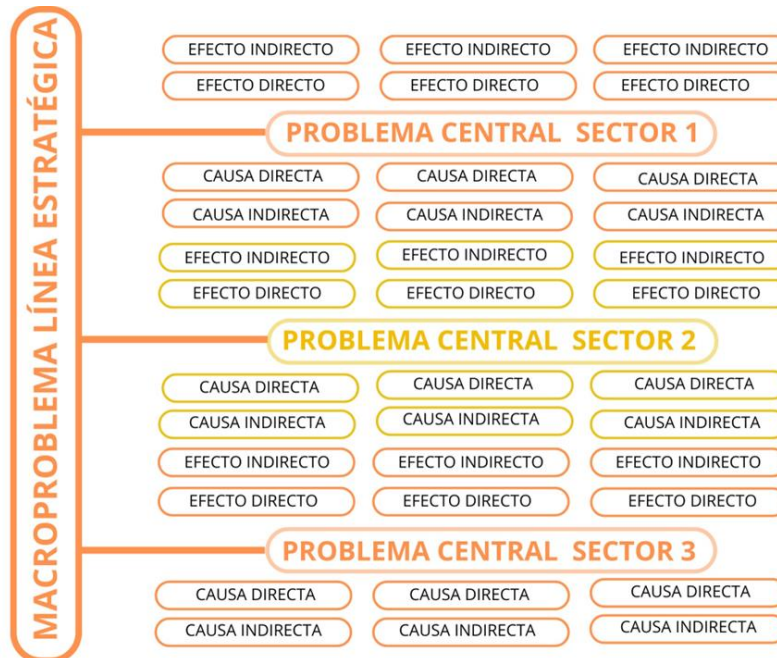 MACROPROBLEMA LÍNEA ESTRATÉGICA
EFECTO INDIRECTO EFECTO INDIRECTO EFECTO INDIRECTO
EFECTO DIRECTO EFECTO DIRECTO EFECTO DIRECTO
PROBLEMA CENTRAL SECTOR 1
CAUSA DIRECTA CAUSA DIRECTA CAUSA DIRECTA
CAUSA INDIRECTA CAUSA INDIRECTA CAUSA INDIRECTA
EFECTO INDIRECTO EFECTO INDIRECTO EFECTO INDIRECTO
EFECTO DIRECTO EFECTO DIRECTO EFECTO DIRECTO
PROBLEMA CENTRAL SECTOR 2
CAUSA DIRECTA CAUSA DIRECTA CAUSA DIRECTA
CAUSA INDIRECTA CAUSA INDIRECTA CAUSA INDIRECTA
EFECTO INDIRECTO EFECTO INDIRECTO EFECTO INDIRECTO
EFECTO DIRECTO EFECTO DIRECTO EFECTO DIRECTO
PROBLEMA CENTRAL SECTOR 3
CAUSA DIRECTA CAUSA DIRECTA CAUSA DIRECTA
CAUSA INDIRECTA CAUSA INDIRECTA CAUSA INDIRECTA